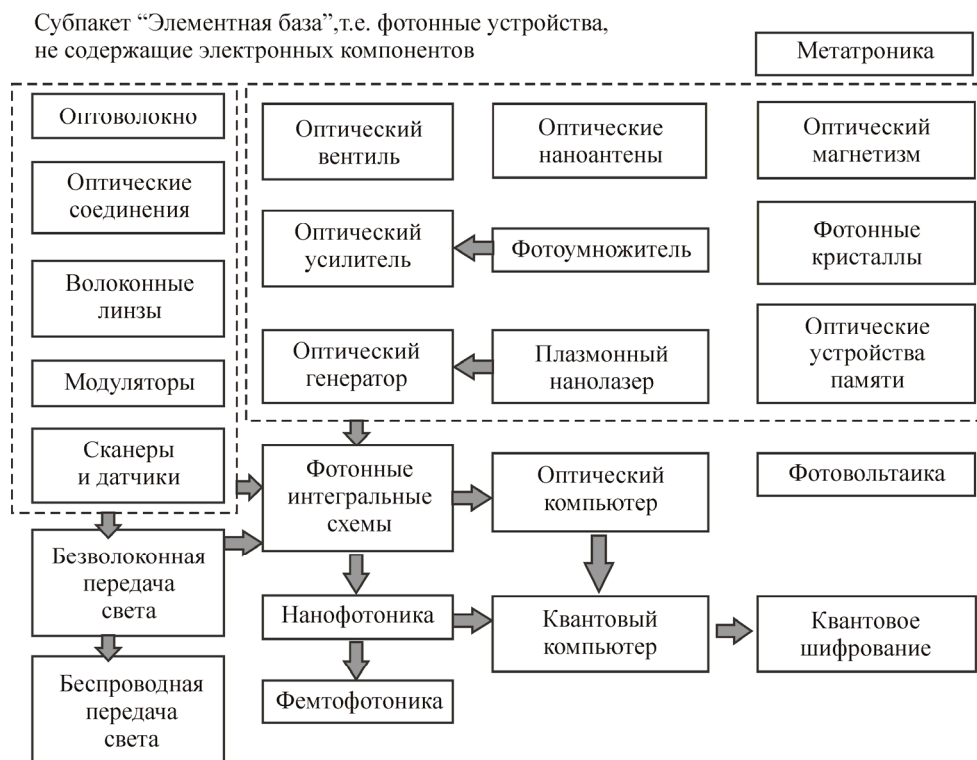 Субпакет “Элементная база”,т.е. фотонные устройства,
не содержащие электронных компонентов
Метатроника
Оптоволокно
Оптические
соединения
Волоконные
линзы
Модуляторы
Сканеры
и датчики
Оптический
вентиль
Оптические
наноантены
Оптический
магнетизм
Оптический
усилитель
Фотоумножитель
Фотонные
кристаллы
Оптический
генератор
Плазмонный
нанолазер
Оптические
устройства
памяти
Фотонные
интегральные
схемы
Оптический
компьютер
Фотовольтаика
Безволоконная
передача
света
Нанофотоника
Квантовый
компьютер
Квантовое
шифрование
Беспроводная
передача
света
Фемтофотоника